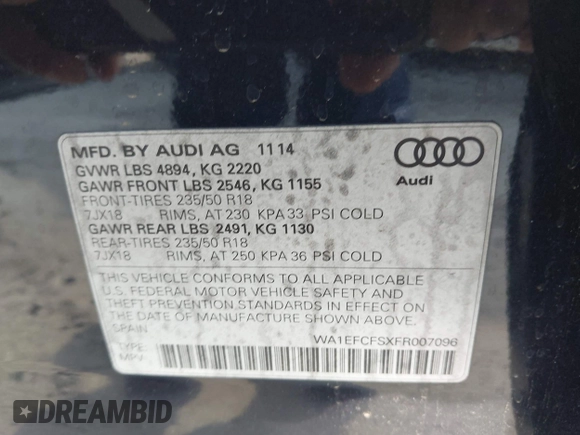 MFD. BY AUDI AG 11 14
GVWR LBS 4894, KG 2220
GAWR FRONT LBS 2546, KG 1155
FRONT-TIRES 235/50 R18
7JX18 RIMS, AT 230 KPA 33 PSI COLD
GAWR REAR LBS 2491, KG 1130
REAR-TIRES 235/50 R18
7JX18 RIMS, AT 250 KPA 36 PSI COLD
Audi
THIS VEHICLE CONFORMS TO ALL APPLICABLE
U.S. FEDERAL MOTOR VEHICLE SAFETY AND
THEFT PREVENTION STANDARDS IN EFFECT ON
THE DATE OF MANUFACTURE SHOWN ABOVE.
SPAIN
WA1EFCFSXFR007096
TYPE:
MPV
DREAMBID